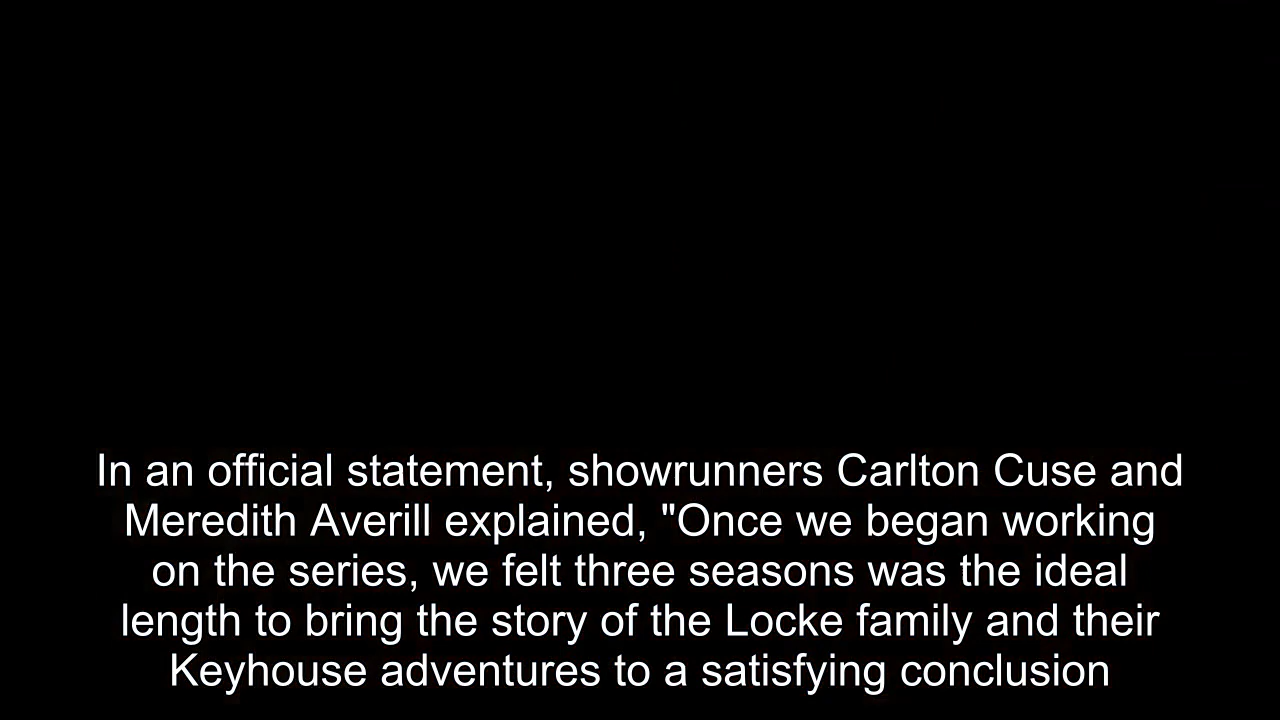 In an official statement, showrunners Carlton Cuse and
Meredith Averill explained, "Once we began working
on the series, we felt three seasons was the ideal
length to bring the story of the Locke family and their
Keyhouse adventures to a satisfying conclusion